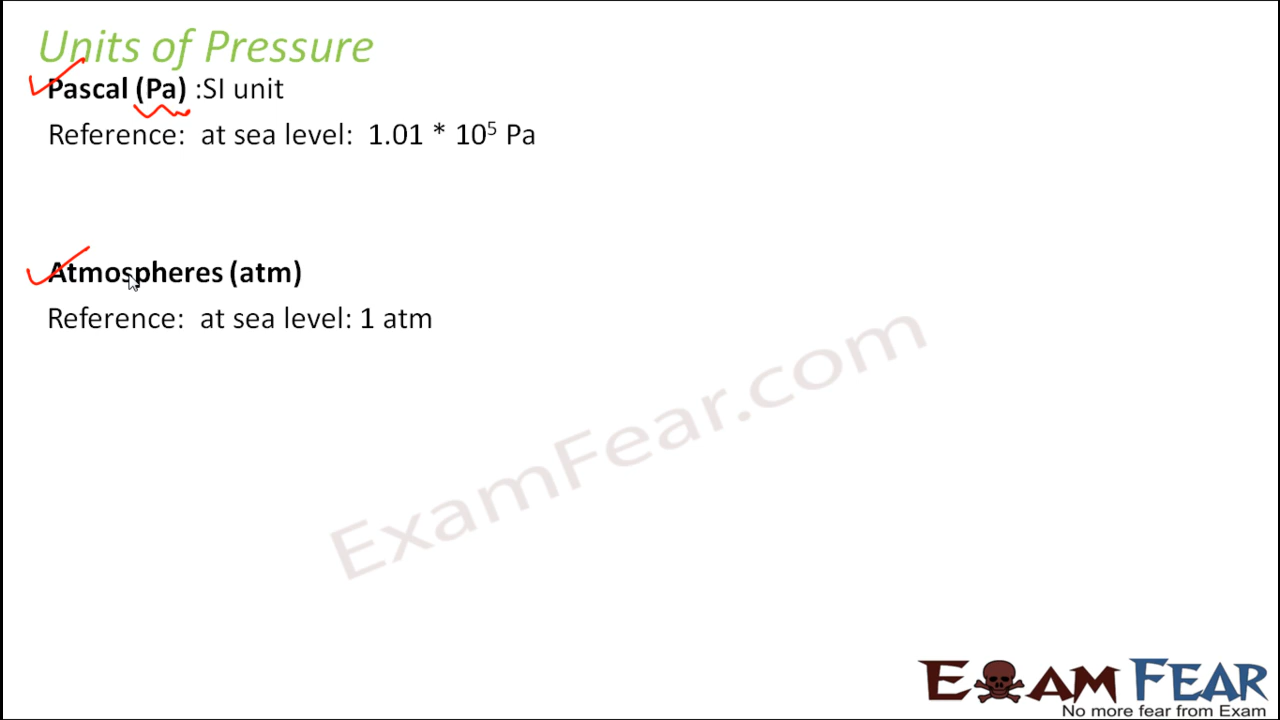 Units of Pressure
Pascal (Pa) :SI unit
Reference: at sea level: 1.01 * 10⁵ Pa
Atmospheres (atm)
Reference: at sea level: 1 atm
ExamFear.com
EXAM FEAR
No more fear from Exam